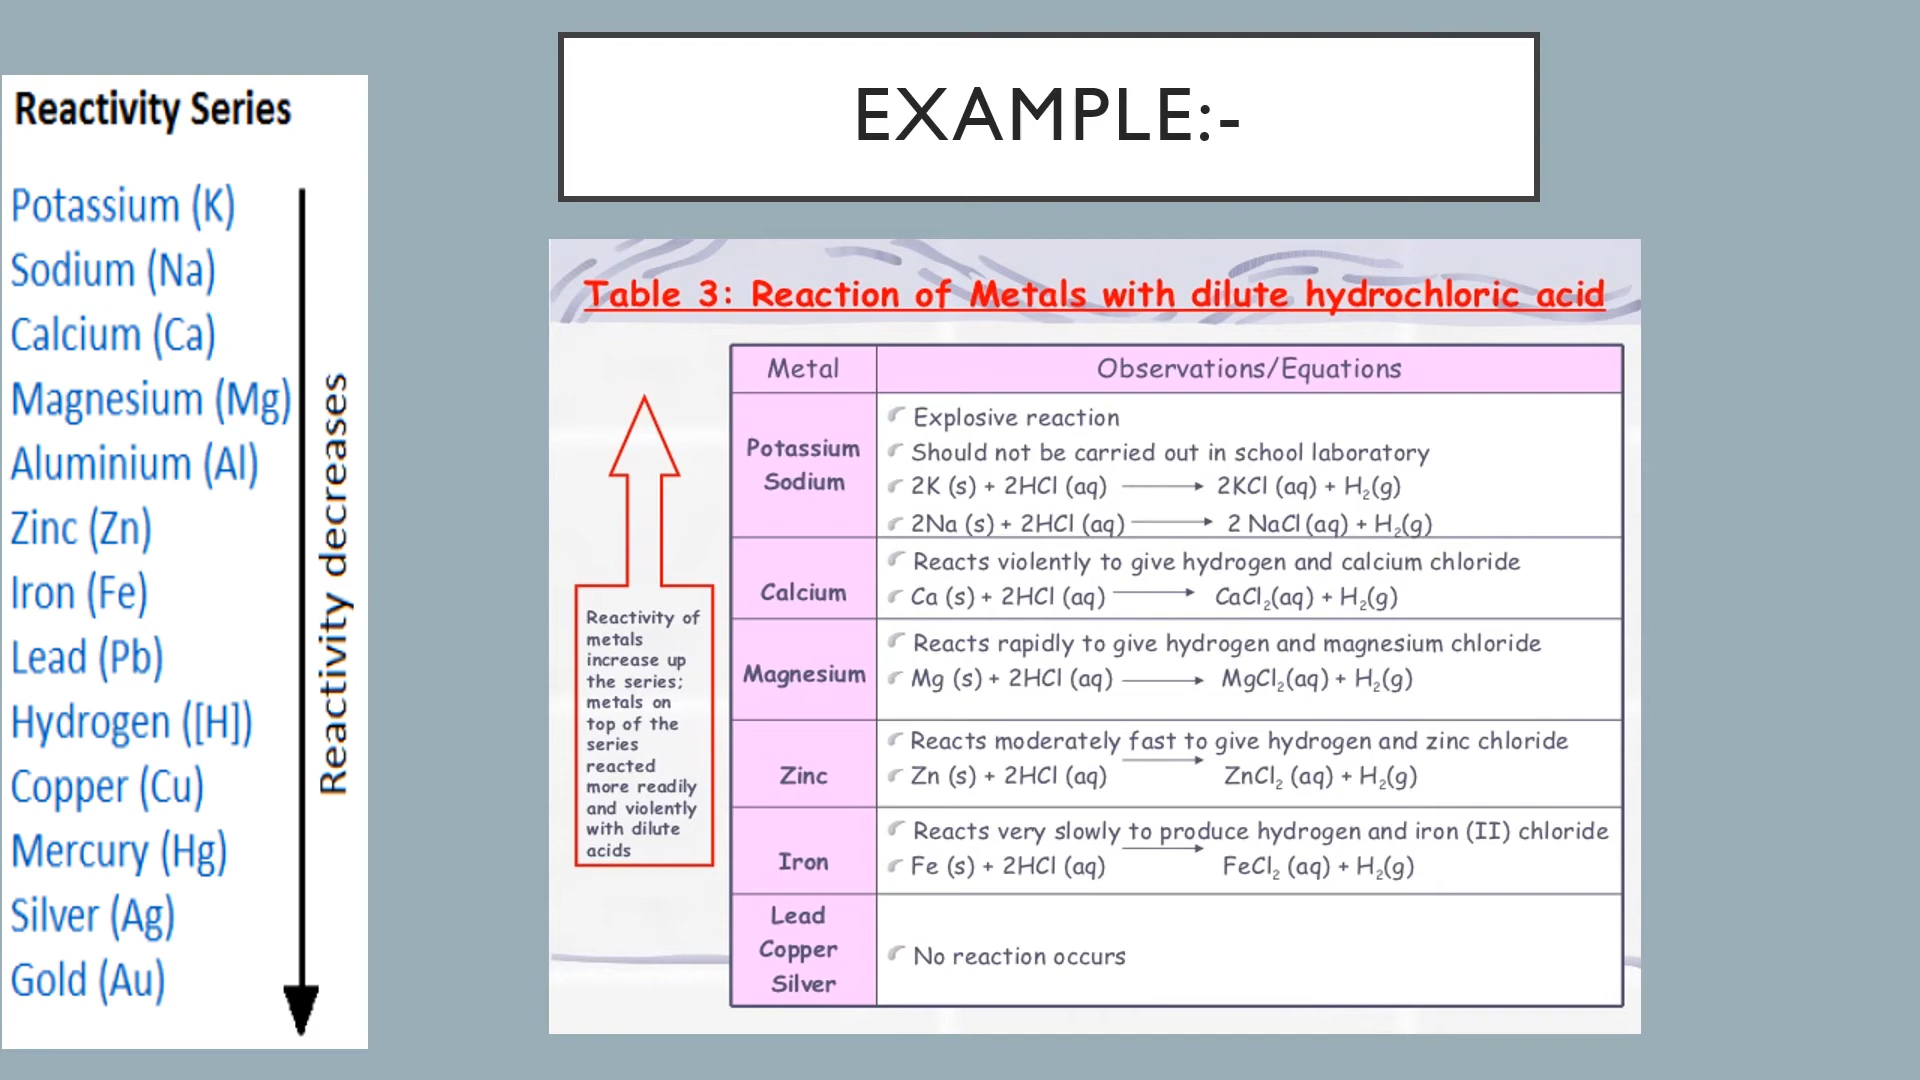 Reactivity Series
Potassium (K)
Sodium (Na)
Calcium (Ca)
Magnesium (Mg)
Aluminium (Al)
Zinc (Zn)
Iron (Fe)
Lead (Pb)
Hydrogen ([H])
Copper (Cu)
Mercury (Hg)
Silver (Ag)
Gold (Au)
Reactivity decreases
EXAMPLE:-
Table 3: Reaction of Metals with dilute hydrochloric acid
Reactivity of
metals
increase up
the series;
metals on
top of the
series
reacted
more readily
and violently
with dilute
acids
Metal
Observations/Equations
Potassium
Sodium
Explosive reaction
Should not be carried out in school laboratory
2K (s) + 2HCl (aq) ⟶ 2KCl (aq) + H₂(g)
2Na (s) + 2HCl (aq) ⟶ 2 NaCl (aq) + H₂(g)
Calcium
Reacts violently to give hydrogen and calcium chloride
Ca (s) + 2HCl (aq) ⟶ CaCl₂(aq) + H₂(g)
Magnesium
Reacts rapidly to give hydrogen and magnesium chloride
Mg (s) + 2HCl (aq) ⟶ MgCl₂(aq) + H₂(g)
Zinc
Reacts moderately fast to give hydrogen and zinc chloride
Zn (s) + 2HCl (aq) ⟶ ZnCl₂ (aq) + H₂(g)
Iron
Reacts very slowly to produce hydrogen and iron (II) chloride
Fe (s) + 2HCl (aq) ⟶ FeCl₂ (aq) + H₂(g)
Lead
Copper
Silver
No reaction occurs